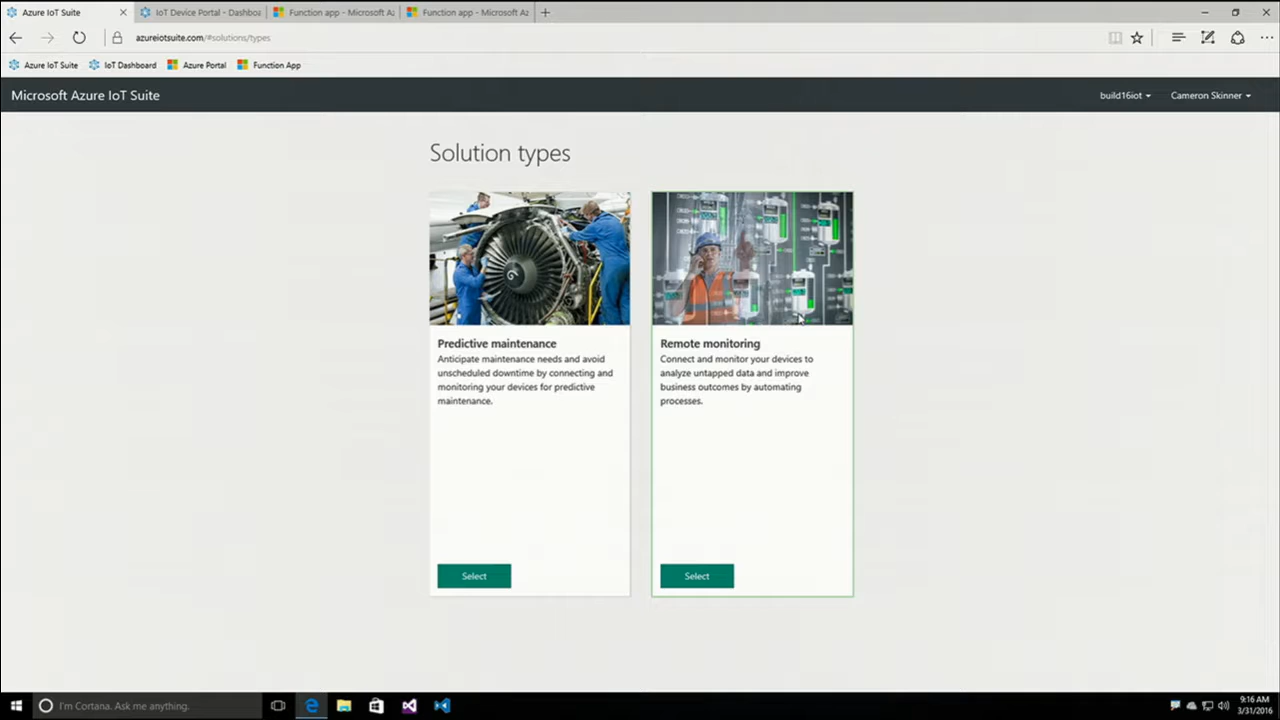 Azure IoT Suite
IoT Device Portal - Dashboa
Function app - Microsoft Az
Function app - Microsoft Az
azureiotsuite.com/#solutions/types
Azure IoT Suite
IoT Dashboard
Azure Portal
Function App
Microsoft Azure IoT Suite
build16iot
Cameron Skinner
Solution types
Predictive maintenance
Anticipate maintenance needs and avoid
unscheduled downtime by connecting and
monitoring your devices for predictive
maintenance.
Select
Remote monitoring
Connect and monitor your devices to
analyze untapped data and improve
business outcomes by automating
processes.
Select
I'm Cortana. Ask me anything.
9:16 AM
3/31/2016